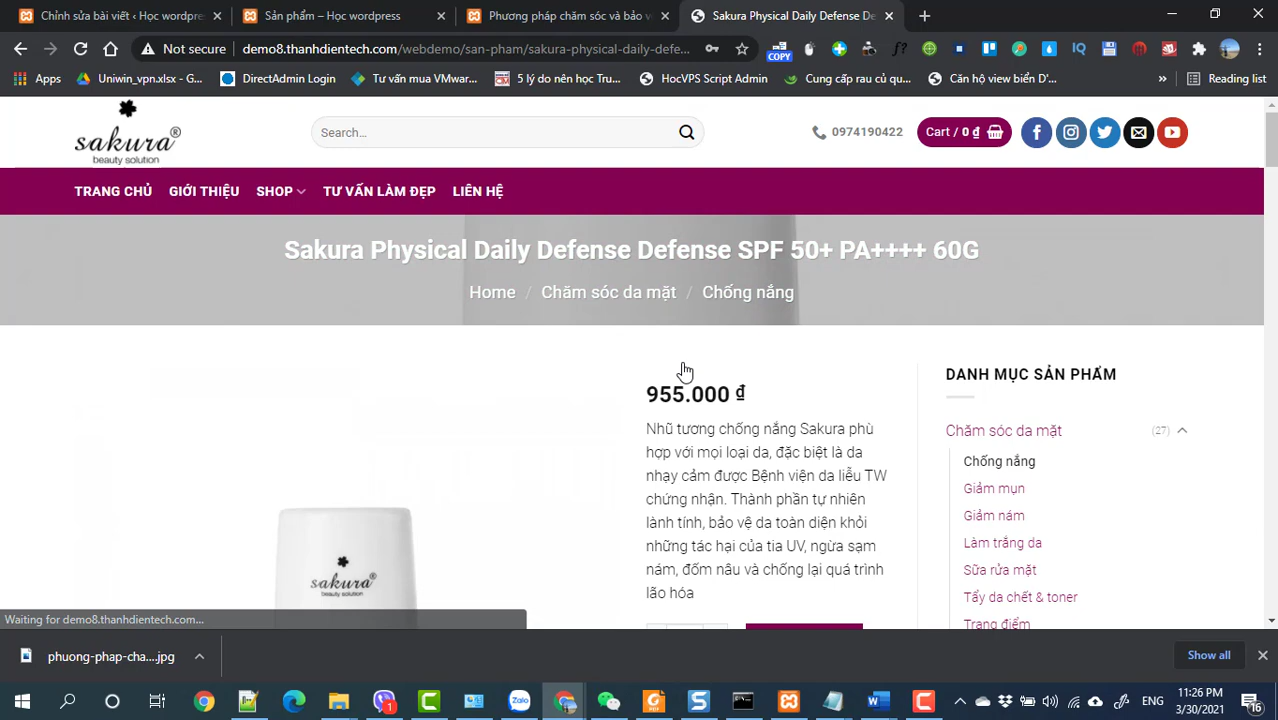 Chỉnh sửa bài viết ‹ Học wordpre
Sản phẩm – Học wordpress
Phương pháp chăm sóc và bảo v
Sakura Physical Daily Defense De
Not secure
demo8.thanhdientech.com/webdemo/san-pham/sakura-physical-daily-defe...
COPY
f?
IQ
Apps
Uniwin_vpn.xlsx - G...
DirectAdmin Login
Tư vấn mua VMwar...
5 lý do nên học Tru...
HocVPS Script Admin
Cung cấp rau củ qu...
Căn hộ view biển D'...
»
Reading list
sakura®
beauty solution
Search...
0974190422
Cart / 0 ₫
TRANG CHỦ
GIỚI THIỆU
SHOP
TƯ VẤN LÀM ĐẸP
LIÊN HỆ
Sakura Physical Daily Defense Defense SPF 50+ PA++++ 60G
Home / Chăm sóc da mặt / Chống nắng
955.000 ₫
Nhũ tương chống nắng Sakura phù
hợp với mọi loại da, đặc biệt là da
nhạy cảm được Bệnh viện da liễu TW
chứng nhận. Thành phần tự nhiên
lành tính, bảo vệ da toàn diện khỏi
những tác hại của tia UV, ngừa sạm
nám, đốm nâu và chống lại quá trình
lão hóa
sakura®
beauty solution
DANH MỤC SẢN PHẨM
Chăm sóc da mặt (27)
Chống nắng
Giảm mụn
Giảm nám
Làm trắng da
Sữa rửa mặt
Tẩy da chết & toner
Trang điểm
Waiting for demo8.thanhdientech.com...
phuong-phap-cha....jpg
Show all
1
Zalo
ENG
11:26 PM
3/30/2021
16